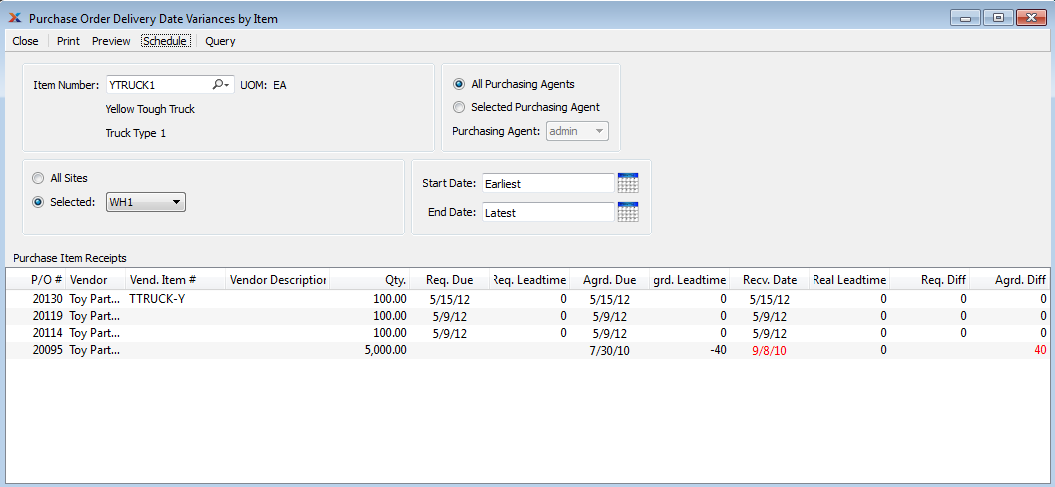 Purchase Order Delivery Date Variances by Item
Close Print Preview Schedule Query
Item Number: YTRUCK1 UOM: EA
Yellow Tough Truck
Truck Type 1
All Purchasing Agents
Selected Purchasing Agent
Purchasing Agent: admin
All Sites
Selected: WH1
Start Date: Earliest
End Date: Latest
Purchase Item Receipts
P/O # Vendor Vend. Item # Vendor Description Qty. Req. Due Req. Leadtime Agrd. Due grd. Leadtime Recv. Date Real Leadtime Req. Diff Agrd. Diff
20130 Toy Part... TTRUCK-Y 100.00 5/15/12 0 5/15/12 0 5/15/12 0 0 0
20119 Toy Part... 100.00 5/9/12 0 5/9/12 0 5/9/12 0 0 0
20114 Toy Part... 100.00 5/9/12 0 5/9/12 0 5/9/12 0 0 0
20095 Toy Part... 5,000.00 7/30/10 -40 9/8/10 0 40